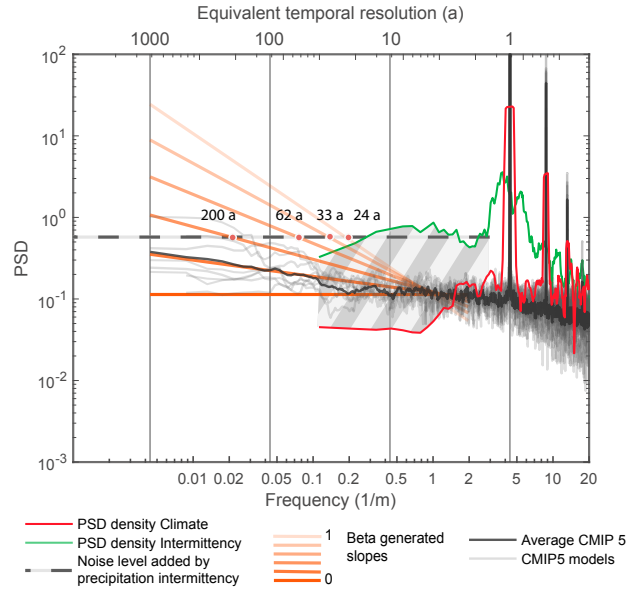 Equivalent temporal resolution (a)
1000 100 10 1
10^2
10^1
10^0
10^-1
10^-2
10^-3
PSD
200 a 62 a 33 a 24 a
0.01 0.02 0.05 0.1 0.2 0.5 1 2 4.5 10 20
Frequency (1/m)
PSD density Climate
PSD density Intermittency
Noise level added by
precipitation intermittency
1
0
Beta generated
slopes
Average CMIP 5
CMIP5 models